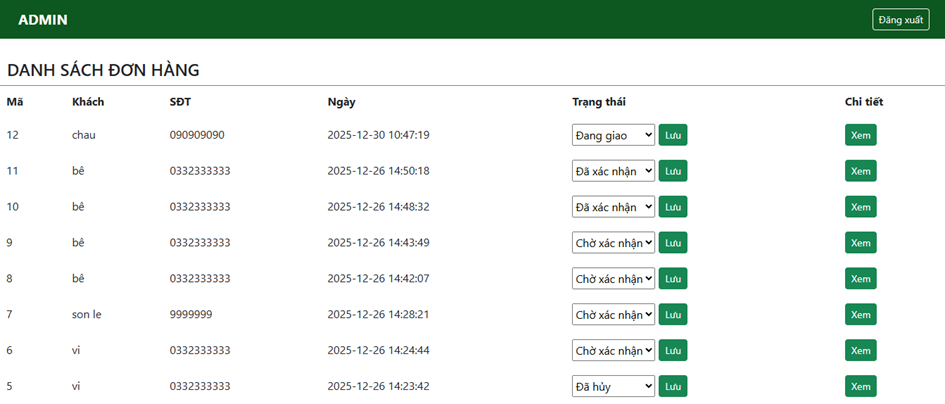 ADMIN Đăng xuất
DANH SÁCH ĐƠN HÀNG
Mã Khách SĐT Ngày Trạng thái Chi tiết
12 chau 090909090 2025-12-30 10:47:19 Đang giao Lưu Xem
11 bê 0332333333 2025-12-26 14:50:18 Đã xác nhận Lưu Xem
10 bê 0332333333 2025-12-26 14:48:32 Đã xác nhận Lưu Xem
9 bê 0332333333 2025-12-26 14:43:49 Chờ xác nhận Lưu Xem
8 bê 0332333333 2025-12-26 14:42:07 Chờ xác nhận Lưu Xem
7 son le 9999999 2025-12-26 14:28:21 Chờ xác nhận Lưu Xem
6 vi 0332333333 2025-12-26 14:24:44 Chờ xác nhận Lưu Xem
5 vi 0332333333 2025-12-26 14:23:42 Đã hủy Lưu Xem